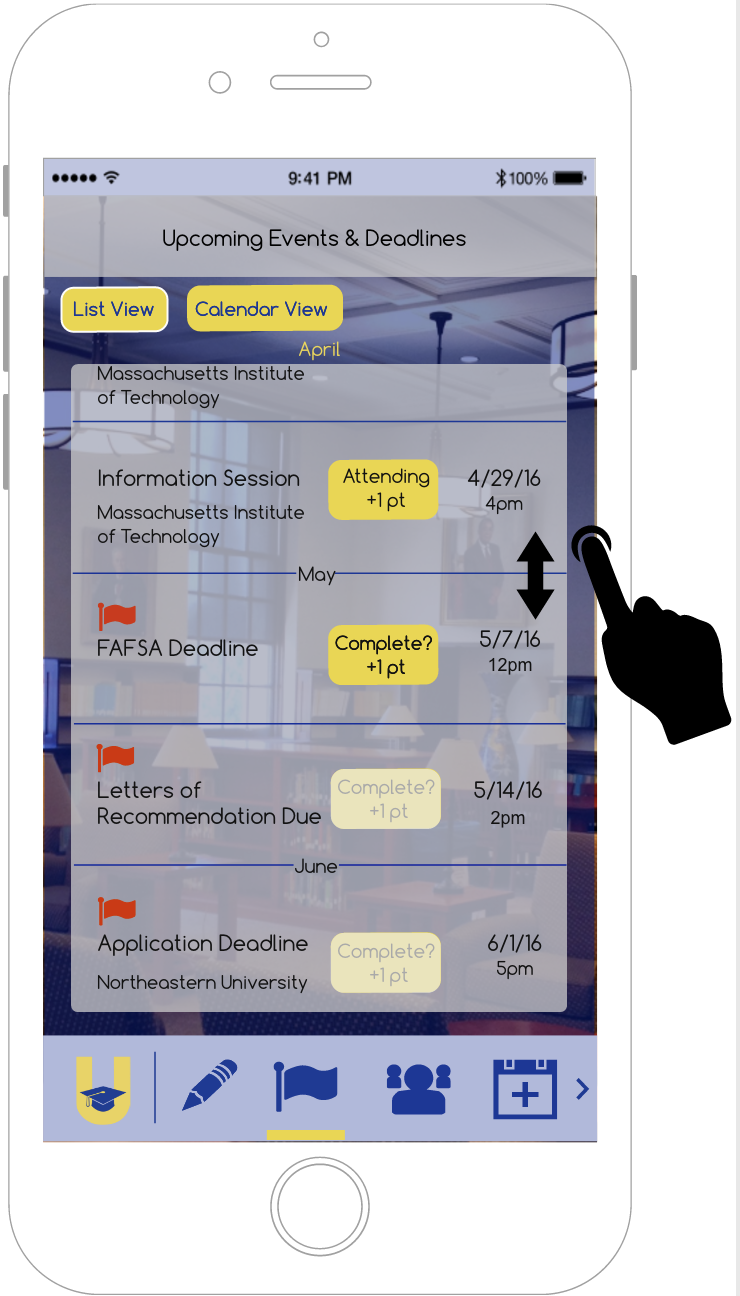 9:41 PM
100%
Upcoming Events & Deadlines
List View
Calendar View
April
Massachusetts Institute
of Technology
Information Session
Massachusetts Institute
of Technology
Attending
+1 pt
4/29/16
4pm
May
FAFSA Deadline
Complete?
+1 pt
5/7/16
12pm
Letters of
Recommendation Due
Complete?
+1 pt
5/14/16
2pm
June
Application Deadline
Northeastern University
Complete?
+1 pt
6/1/16
5pm
U